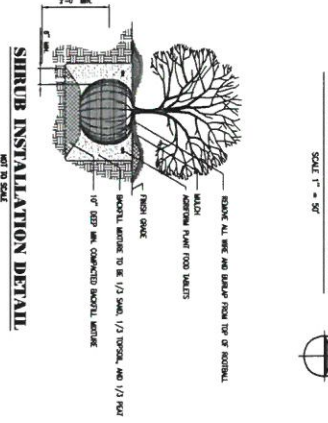 SCALE 1" = 50'
REMOVE ALL WIRE AND BURLAP FROM TOP OF ROOTBALL
MULCH
AGRIFORM PLANT FOOD TABLETS
FINISH GRADE
BACKFILL MIXTURE TO BE 1/3 SAND, 1/3 TOPSOIL, AND 1/3 PEAT
10" DEEP MIN. COMPACTED BACKFILL MIXTURE
6" MIN.
SHRUB INSTALLATION DETAIL
NOT TO SCALE